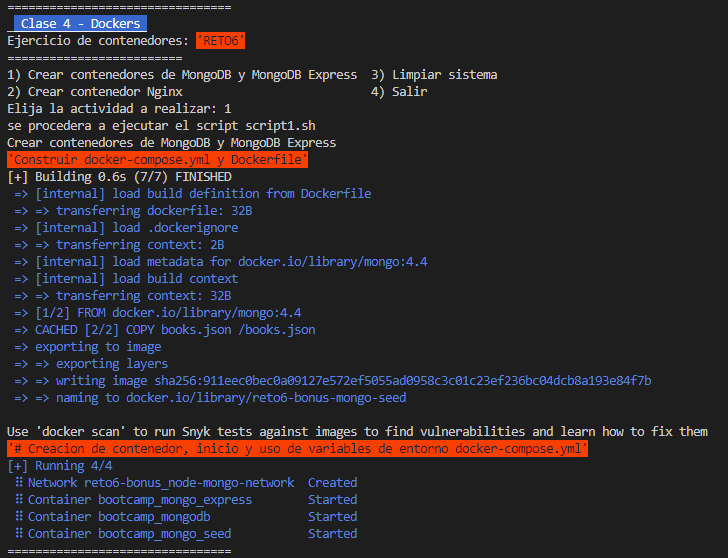 ================================
Clase 4 - Dockers
Ejercicio de contenedores: 'RETO6'
=========================
1) Crear contenedores de MongoDB y MongoDB Express  3) Limpiar sistema
2) Crear contenedor Nginx                           4) Salir
Elija la actividad a realizar: 1
se procedera a ejecutar el script script1.sh
Crear contenedores de MongoDB y MongoDB Express
'Construir docker-compose.yml y Dockerfile'
[+] Building 0.6s (7/7) FINISHED
=> [internal] load build definition from Dockerfile
=> => transferring dockerfile: 32B
=> [internal] load .dockerignore
=> => transferring context: 2B
=> [internal] load metadata for docker.io/library/mongo:4.4
=> [internal] load build context
=> => transferring context: 32B
=> [1/2] FROM docker.io/library/mongo:4.4
=> CACHED [2/2] COPY books.json /books.json
=> exporting to image
=> => exporting layers
=> => writing image sha256:911eec0bec0a09127e572ef5055ad0958c3c01c23ef236bc04dcb8a193e84f7b
=> => naming to docker.io/library/reto6-bonus-mongo-seed
Use 'docker scan' to run Snyk tests against images to find vulnerabilities and learn how to fix them
'# Creacion de contenedor, inicio y uso de variables de entorno docker-compose.yml'
[+] Running 4/4
⠿ Network reto6-bonus_node-mongo-network  Created
⠿ Container bootcamp_mongo_express        Started
⠿ Container bootcamp_mongodb              Started
⠿ Container bootcamp_mongo_seed           Started
================================